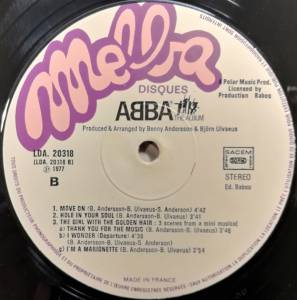 Melba
DISQUES
ABBA
THE ALBUM
A Polar Music Prod.
Licensed by
Production Baboo
Produced & Arranged by Benny Andersson & Björn Ulvaeus
LDA. 20318
(LDA. 20318 B)
℗ 1977
B
SACEM
STEREO
Ed. Baboo
1 MOVE ON (B. Andersson-B. Ulvaeus-S. Anderson) 4'42
2 HOLE IN YOUR SOUL (B. Andersson-B. Ulvaeus) 3'41
3 THE GIRL WITH THE GOLDEN HAIR: 3 scenes from a mini musical
a) THANK YOU FOR THE MUSIC (B. Andersson-B. Ulvaeus) 3'48
b) I WONDER (Departure) (B. Andersson-B. Ulvaeus-S. Anderson) 4'33
c) I'M A MARIONETTE (B. Andersson-B. Ulvaeus) 3'54
MADE IN FRANCE